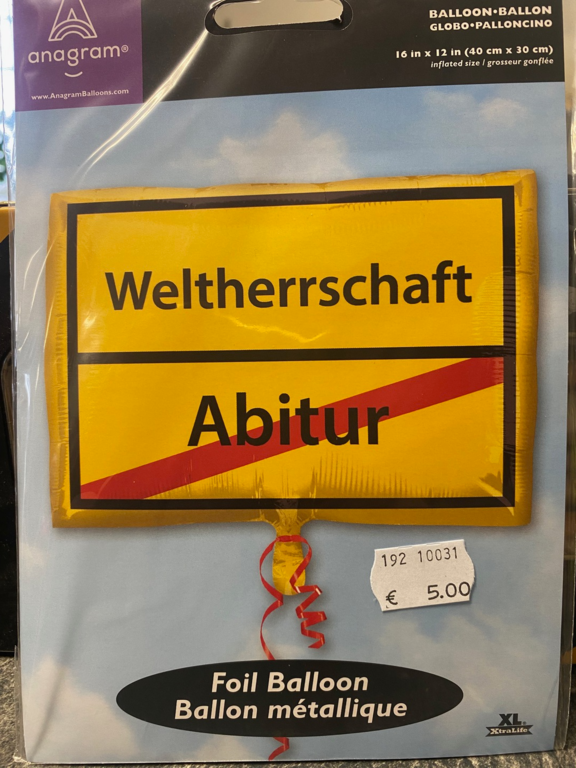 anagram®
www.AnagramBalloons.com
BALLOON•BALLON
GLOBO•PALLONCINO
16 in x 12 in (40 cm x 30 cm)
inflated size / grosseur gonflée
Weltherrschaft
Abitur
192 10031
€ 5.00
Foil Balloon
Ballon métallique
XL®
XtraLife